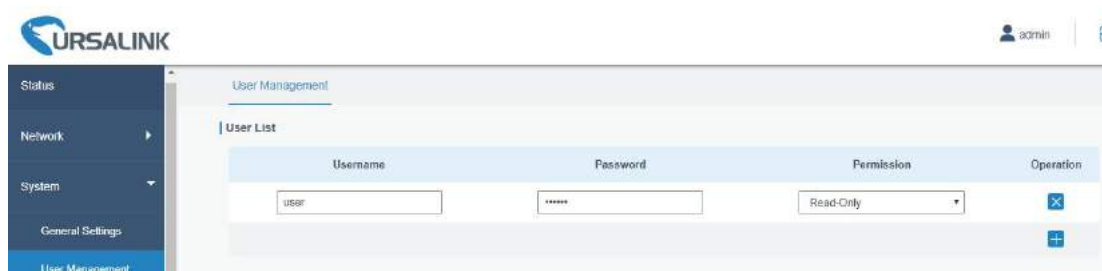 URSALINK
admin
Status
User Management
Network
User List
Username Password Permission Operation
System
user •••••• Read-Only
General Settings
User Management